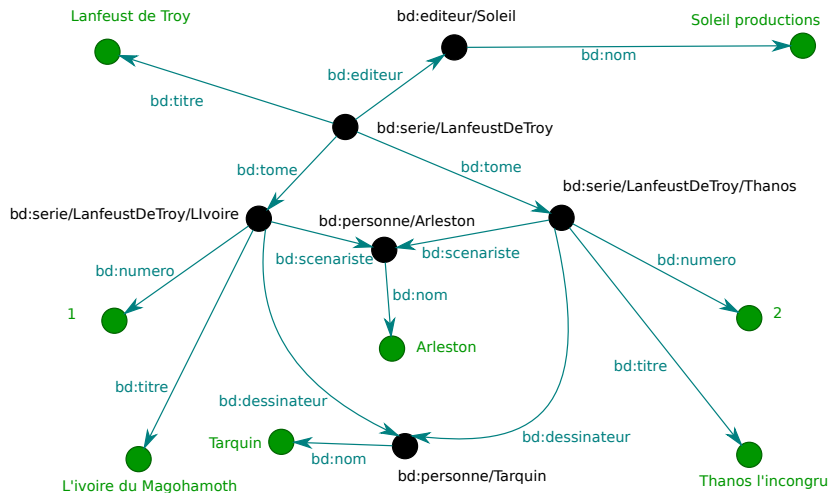 bd:editeur/Soleil
Lanfeust de Troy
Soleil productions
bd:nom
bd:editeur
bd:titre
bd:serie/LanfeustDeTroy
bd:tome
bd:tome
bd:serie/LanfeustDeTroy/Thanos
bd:serie/LanfeustDeTroy/LIvoire
bd:personne/Arleston
bd:scenariste
bd:scenariste
bd:numero
bd:numero
bd:nom
1
2
Arleston
bd:titre
bd:titre
bd:dessinateur
bd:dessinateur
Tarquin
bd:nom
bd:personne/Tarquin
Thanos l'incongru
L'ivoire du Magohamoth